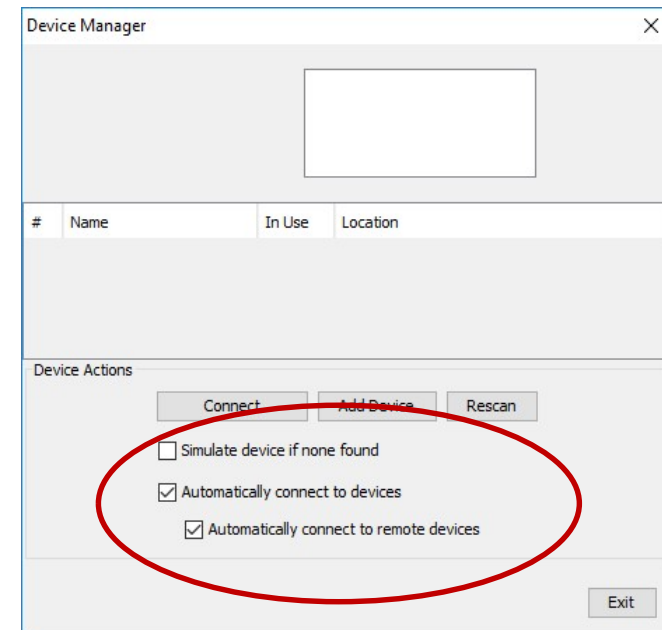 Device Manager
# Name In Use Location
Device Actions
Connect Add Device Rescan
Simulate device if none found
Automatically connect to devices
Automatically connect to remote devices
Exit